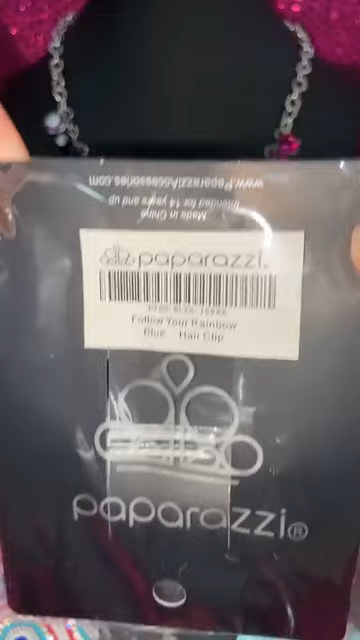 www.PaparazziAccessories.com
Intended for 14 years and up
Made in China
paparazzi
Follow Your Rainbow
Blue Hair Clip
paparazzi®